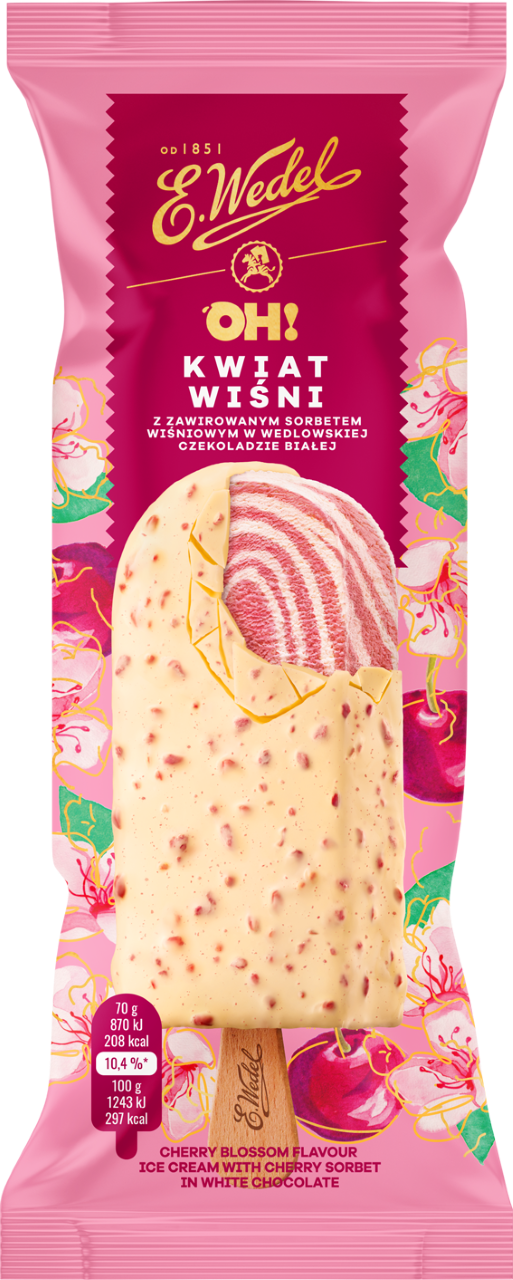 OD 1851
E.Wedel
OH!
KWIAT
WIŚNI
Z ZAWIROWANYM SORBETEM
WIŚNIOWYM W WEDLOWSKIEJ
CZEKOLADZIE BIAŁEJ
70 g
870 kJ
208 kcal
10,4 %*
100 g
1243 kJ
297 kcal
E.Wedel
CHERRY BLOSSOM FLAVOUR
ICE CREAM WITH CHERRY SORBET
IN WHITE CHOCOLATE